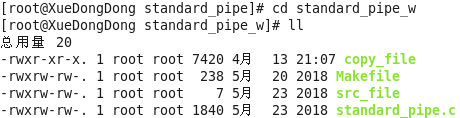 [root@XueDongDong standard_pipe]# cd standard_pipe_w
[root@XueDongDong standard_pipe_w]# ll
总用量 20
-rwxr-xr-x. 1 root root 7420 4月  13 21:07 copy_file
-rwxrw-rw-. 1 root root  238 5月  20 2018 Makefile
-rwxrw-rw-. 1 root root    7 5月  23 2018 src_file
-rwxrw-rw-. 1 root root 1840 5月  23 2018 standard_pipe.c